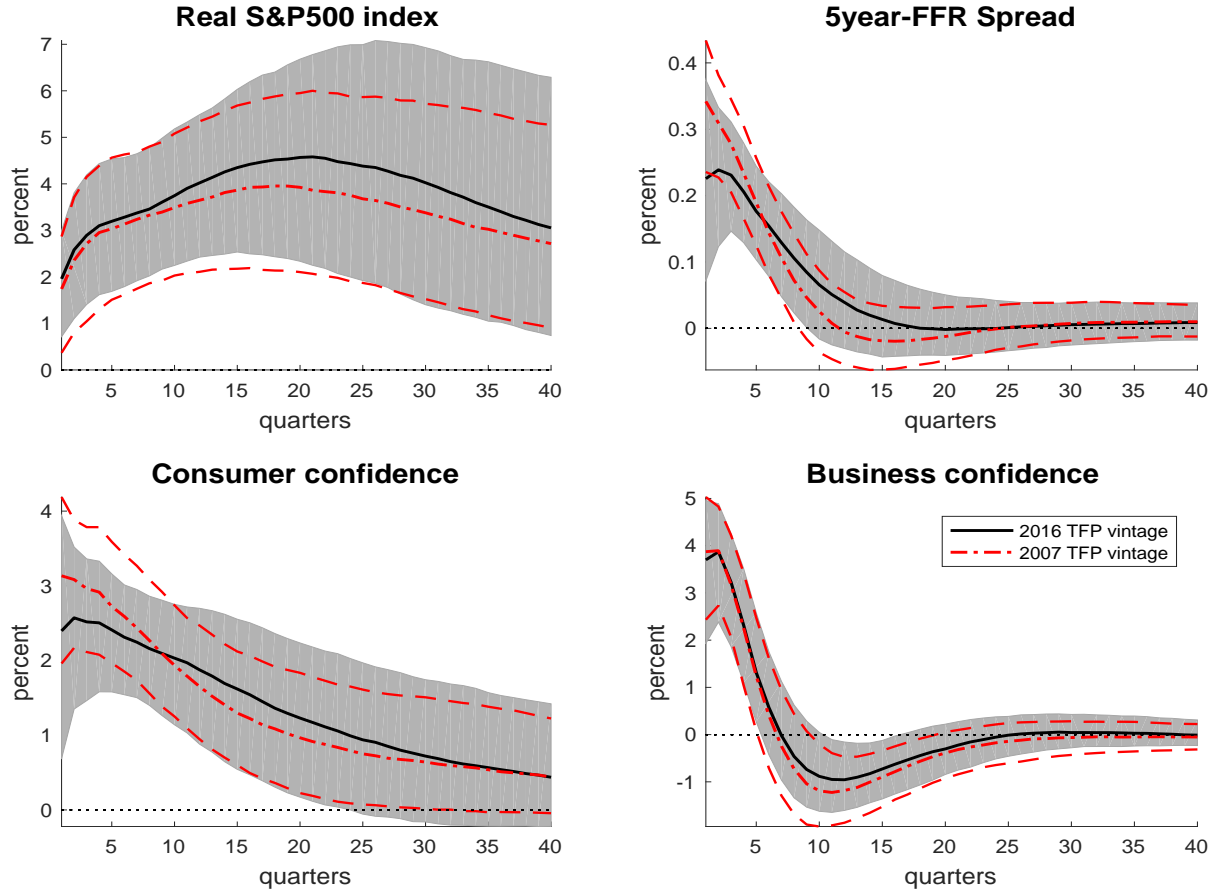 Real S&P500 index
percent
7
6
5
4
3
2
1
0
5 10 15 20 25 30 35 40
quarters
5year-FFR Spread
percent
0.4
0.3
0.2
0.1
0
5 10 15 20 25 30 35 40
quarters
Consumer confidence
percent
4
3
2
1
0
5 10 15 20 25 30 35 40
quarters
Business confidence
percent
5
4
3
2
1
0
-1
2016 TFP vintage
2007 TFP vintage
5 10 15 20 25 30 35 40
quarters